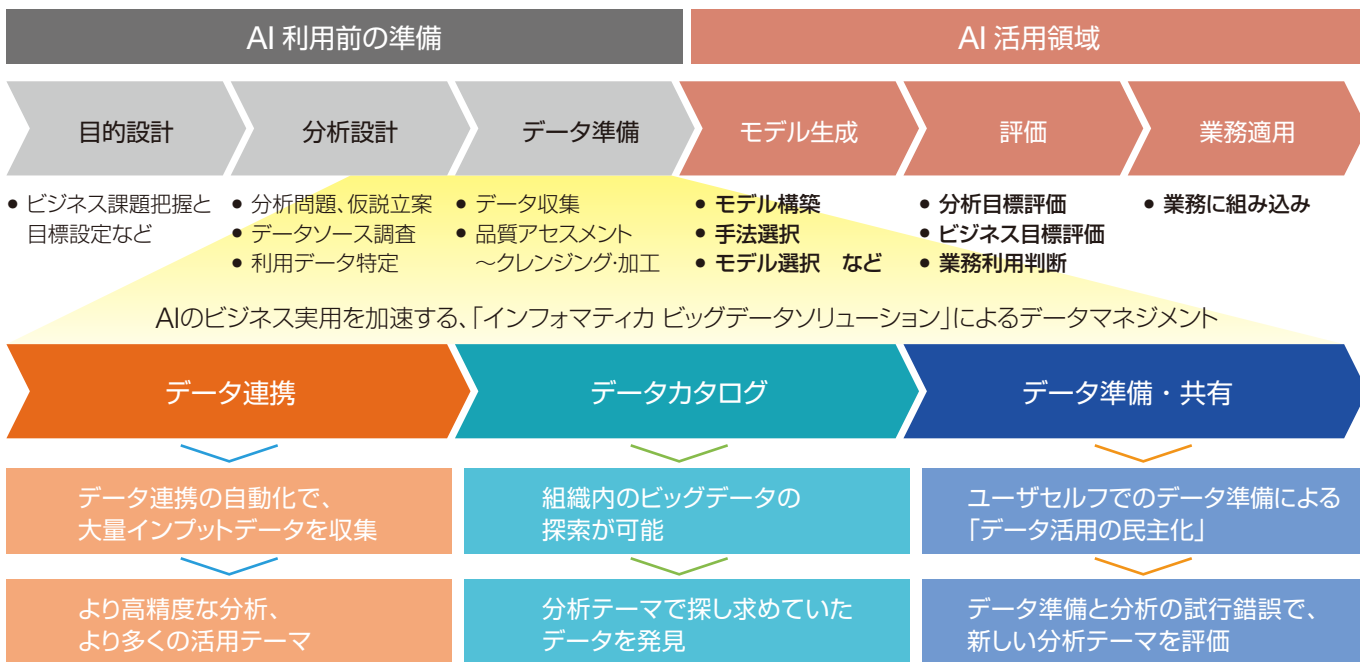 AI 利用前の準備
AI 活用領域
目的設計
分析設計
データ準備
モデル生成
評価
業務適用
• ビジネス課題把握と
目標設定など
• 分析問題、仮説立案
• データソース調査
• 利用データ特定
• データ収集
• 品質アセスメント
〜クレンジング・加工
• モデル構築
• 手法選択
• モデル選択 など
• 分析目標評価
• ビジネス目標評価
• 業務利用判断
• 業務に組み込み
AIのビジネス実用を加速する、「インフォマティカ ビッグデータソリューション」によるデータマネジメント
データ連携
データカタログ
データ準備・共有
データ連携の自動化で、
大量インプットデータを収集
組織内のビッグデータの
探索が可能
ユーザセルフでのデータ準備による
「データ活用の民主化」
より高精度な分析、
より多くの活用テーマ
分析テーマで探し求めていた
データを発見
データ準備と分析の試行錯誤で、
新しい分析テーマを評価